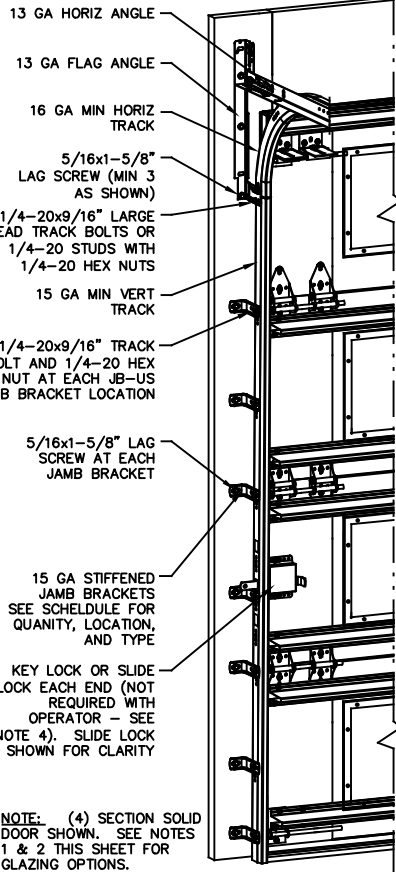 13 GA HORIZ ANGLE
13 GA FLAG ANGLE
16 GA MIN HORIZ
TRACK
5/16x1-5/8"
LAG SCREW (MIN 3
AS SHOWN)
1/4-20x9/16" LARGE
EAD TRACK BOLTS OR
1/4-20 STUDS WITH
1/4-20 HEX NUTS
15 GA MIN VERT
TRACK
1/4-20x9/16" TRACK
OLT AND 1/4-20 HEX
NUT AT EACH JB-US
B BRACKET LOCATION
5/16x1-5/8" LAG
SCREW AT EACH
JAMB BRACKET
15 GA STIFFENED
JAMB BRACKETS
SEE SCHELDULE FOR
QUANITY, LOCATION,
AND TYPE
KEY LOCK OR SLIDE
LOCK EACH END (NOT
REQUIRED WITH
OPERATOR – SEE
NOTE 4). SLIDE LOCK
SHOWN FOR CLARITY
NOTE: (4) SECTION SOLID
DOOR SHOWN. SEE NOTES
1 & 2 THIS SHEET FOR
GLAZING OPTIONS.